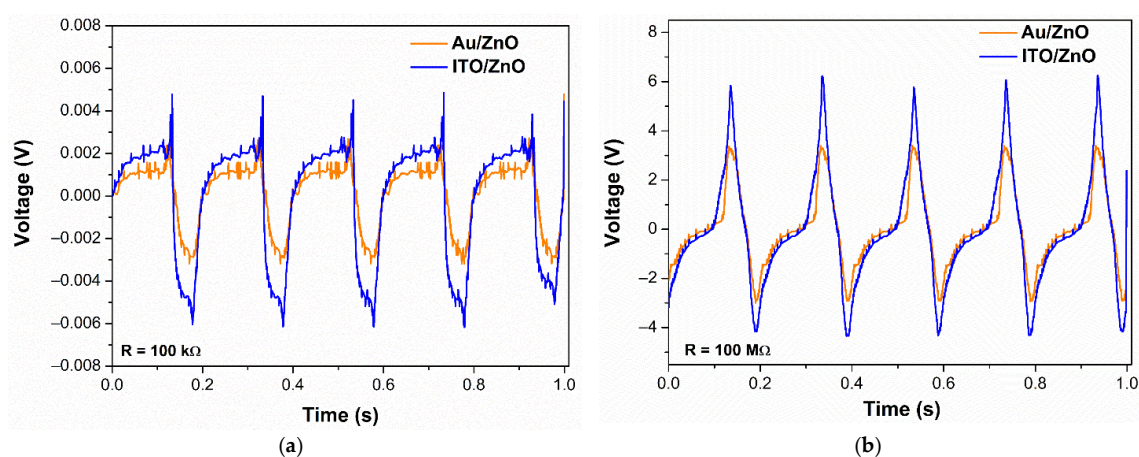 0.008
0.006
0.004
0.002
0.000
–0.002
–0.004
–0.006
–0.008
Voltage (V)
Au/ZnO
ITO/ZnO
R = 100 kΩ
0.0 0.2 0.4 0.6 0.8 1.0
Time (s)
(a)
8
6
4
2
0
–2
–4
Voltage (V)
Au/ZnO
ITO/ZnO
R = 100 MΩ
0.0 0.2 0.4 0.6 0.8 1.0
Time (s)
(b)